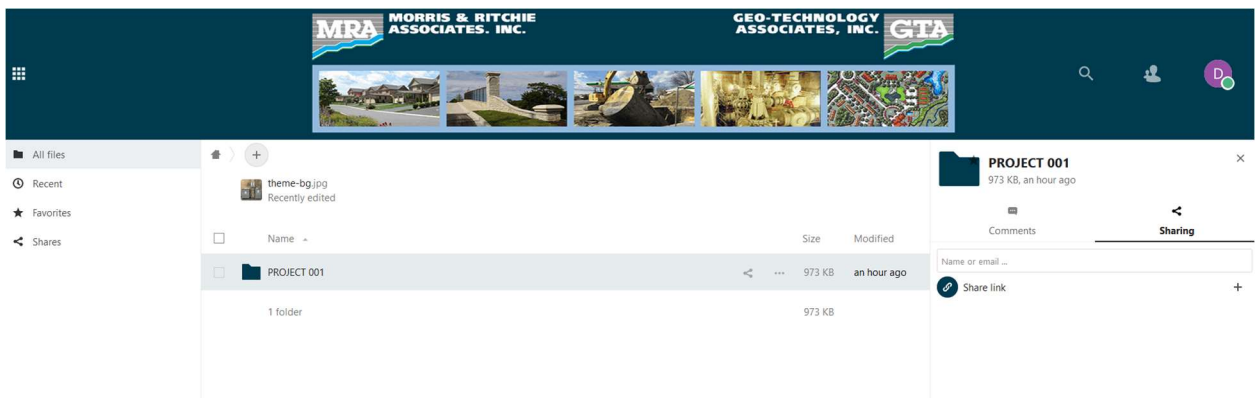 MRA MORRIS & RITCHIE
ASSOCIATES. INC.
GEO-TECHNOLOGY
ASSOCIATES, INC. GTA
D
All files
Recent
Favorites
Shares
theme-bg.jpg
Recently edited
Name Size Modified
PROJECT 001 973 KB an hour ago
1 folder 973 KB
PROJECT 001
973 KB, an hour ago
Comments Sharing
Name or email ...
Share link